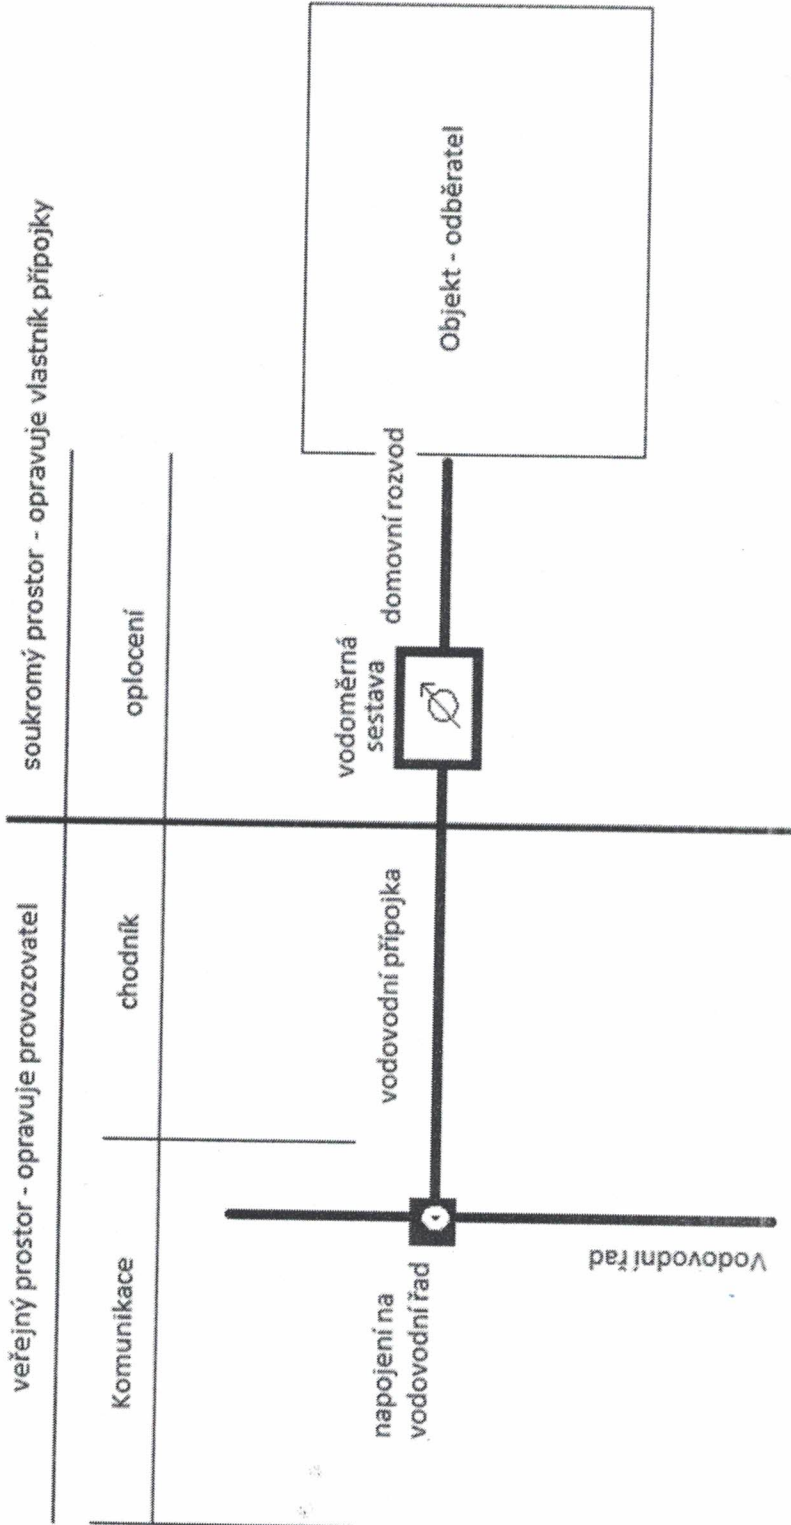 veřejný prostor - opravuje provozovatel
soukromý prostor - opravuje vlastník přípojky
Komunikace
chodník
oplocení
napojení na
vodovodní řad
vodovodní přípojka
vodoměrná
sestava
domovní rozvod
Objekt - odběratel
Vodovodní řad